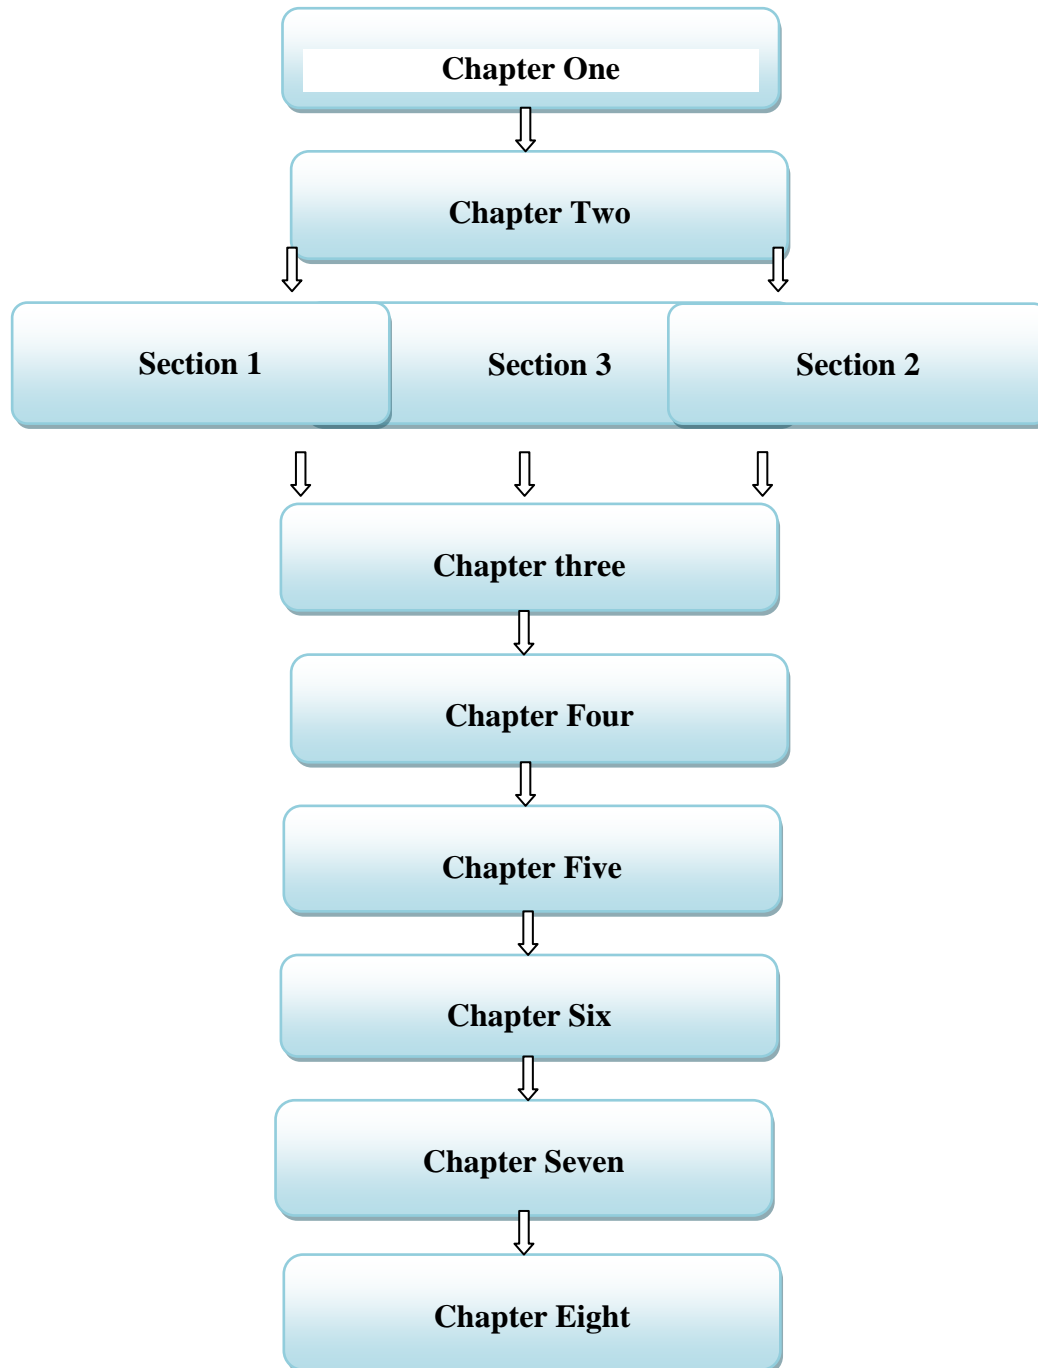 Chapter One
Chapter Two
Section 1
Section 3
Section 2
Chapter three
Chapter Four
Chapter Five
Chapter Six
Chapter Seven
Chapter Eight